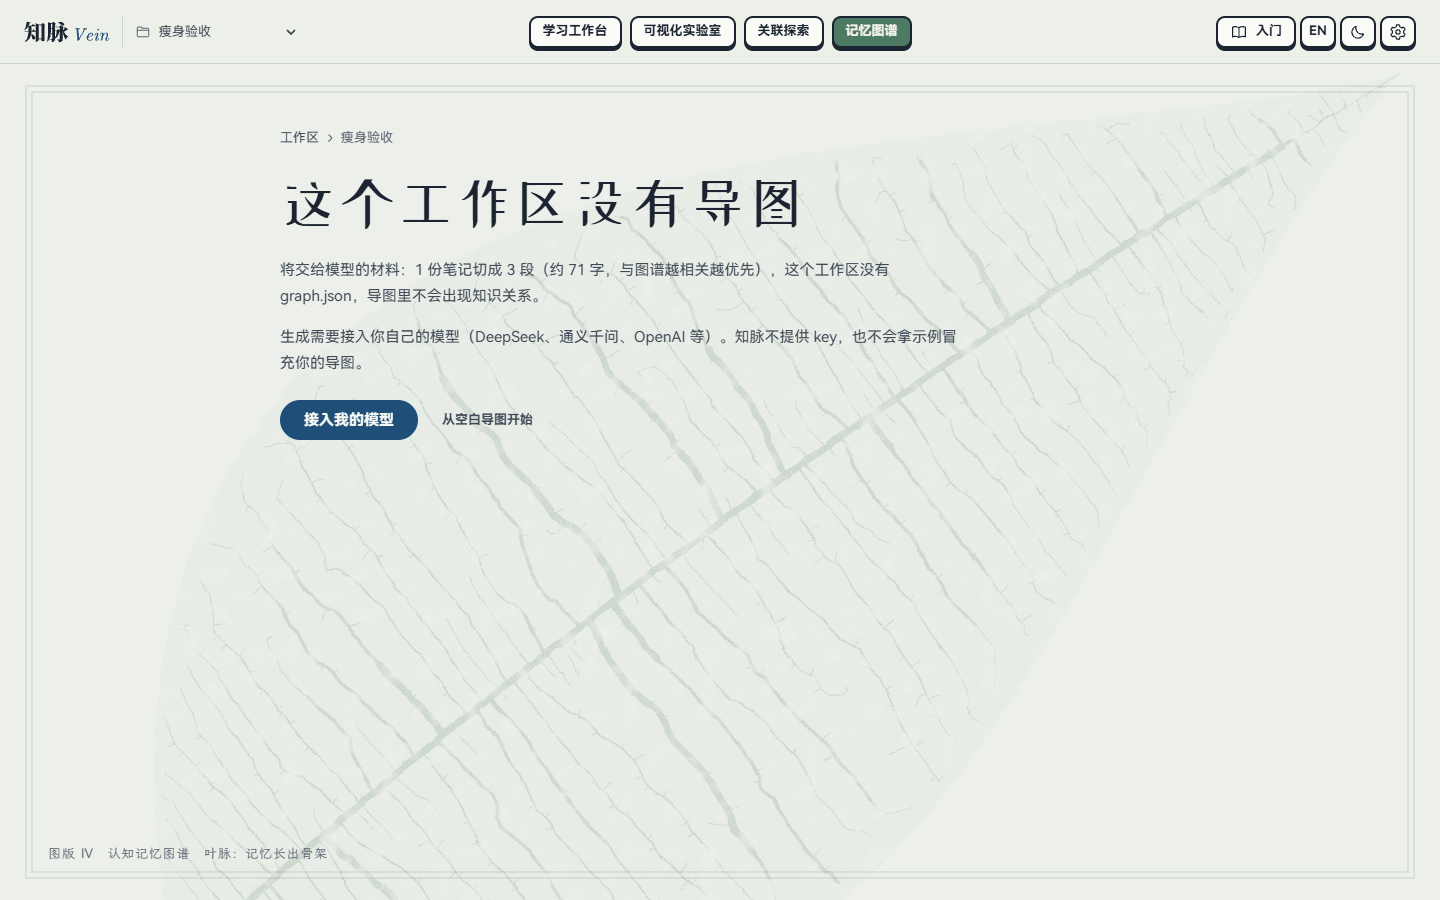 知脉 Vein
瘦身验收
学习工作台
可视化实验室
关联探索
记忆图谱
入门
EN
工作区 > 瘦身验收
这个工作区没有导图
将交给模型的材料：1 份笔记切成 3 段（约 71 字，与图谱越相关越优先），这个工作区没有
graph.json，导图里不会出现知识关系。
生成需要接入你自己的模型（DeepSeek、通义千问、OpenAI 等）。知脉不提供 key，也不会拿示例冒
充你的导图。
接入我的模型
从空白导图开始
图版 IV 认知记忆图谱 叶脉：记忆长出骨架